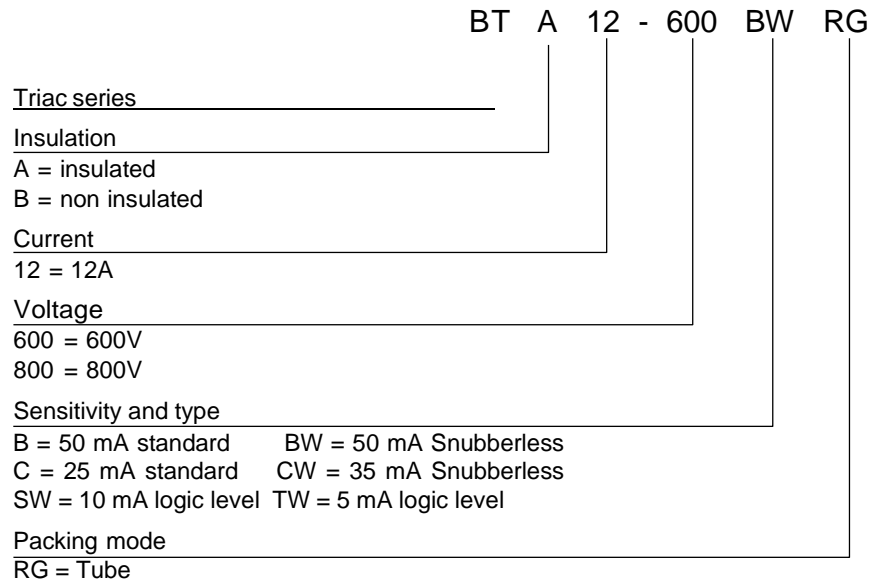 BT A 12 - 600 BW RG
Triac series
Insulation
A = insulated
B = non insulated
Current
12 = 12A
Voltage
600 = 600V
800 = 800V
Sensitivity and type
B = 50 mA standard BW = 50 mA Snubberless
C = 25 mA standard CW = 35 mA Snubberless
SW = 10 mA logic level TW = 5 mA logic level
Packing mode
RG = Tube